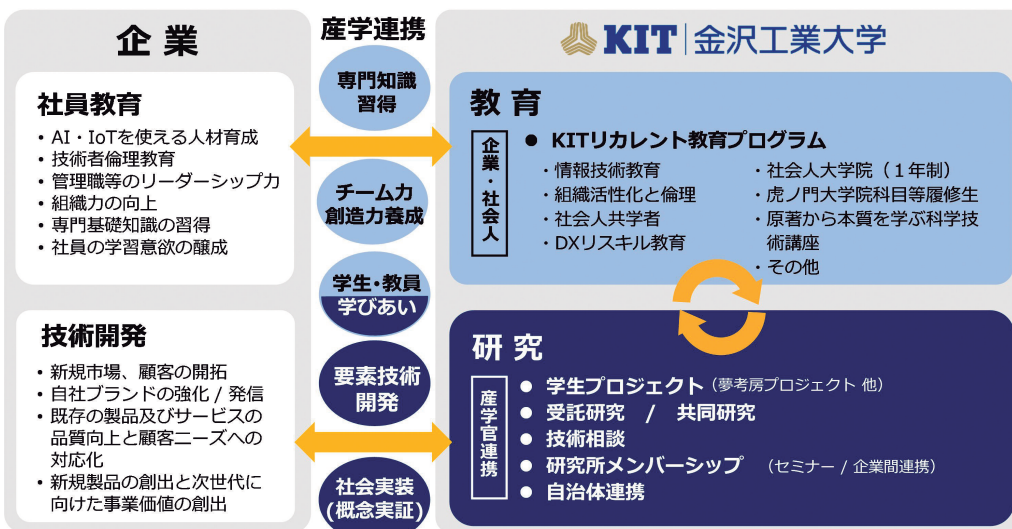 企業
社員教育
・AI・IoTを使える人材育成
・技術者倫理教育
・管理職等のリーダーシップ力
・組織力の向上
・専門基礎知識の習得
・社員の学習意欲の醸成
技術開発
・新規市場、顧客の開拓
・自社ブランドの強化 / 発信
・既存の製品及びサービスの
品質向上と顧客ニーズへの
対応化
・新規製品の創出と次世代に
向けた事業価値の創出
産学連携
専門知識
習得
チーム力
創造力養成
学生・教員
学びあい
要素技術
開発
社会実装
(概念実証)
KIT 金沢工業大学
教育
企業・社会人
● KITリカレント教育プログラム
・情報技術教育
・組織活性化と倫理
・社会人共学者
・DXリスキル教育
・社会人大学院（1年制）
・虎ノ門大学院科目等履修生
・原著から本質を学ぶ科学技
術講座
・その他
研究
産学官連携
● 学生プロジェクト（夢考房プロジェクト 他）
● 受託研究 / 共同研究
● 技術相談
● 研究所メンバーシップ （セミナー / 企業間連携）
● 自治体連携